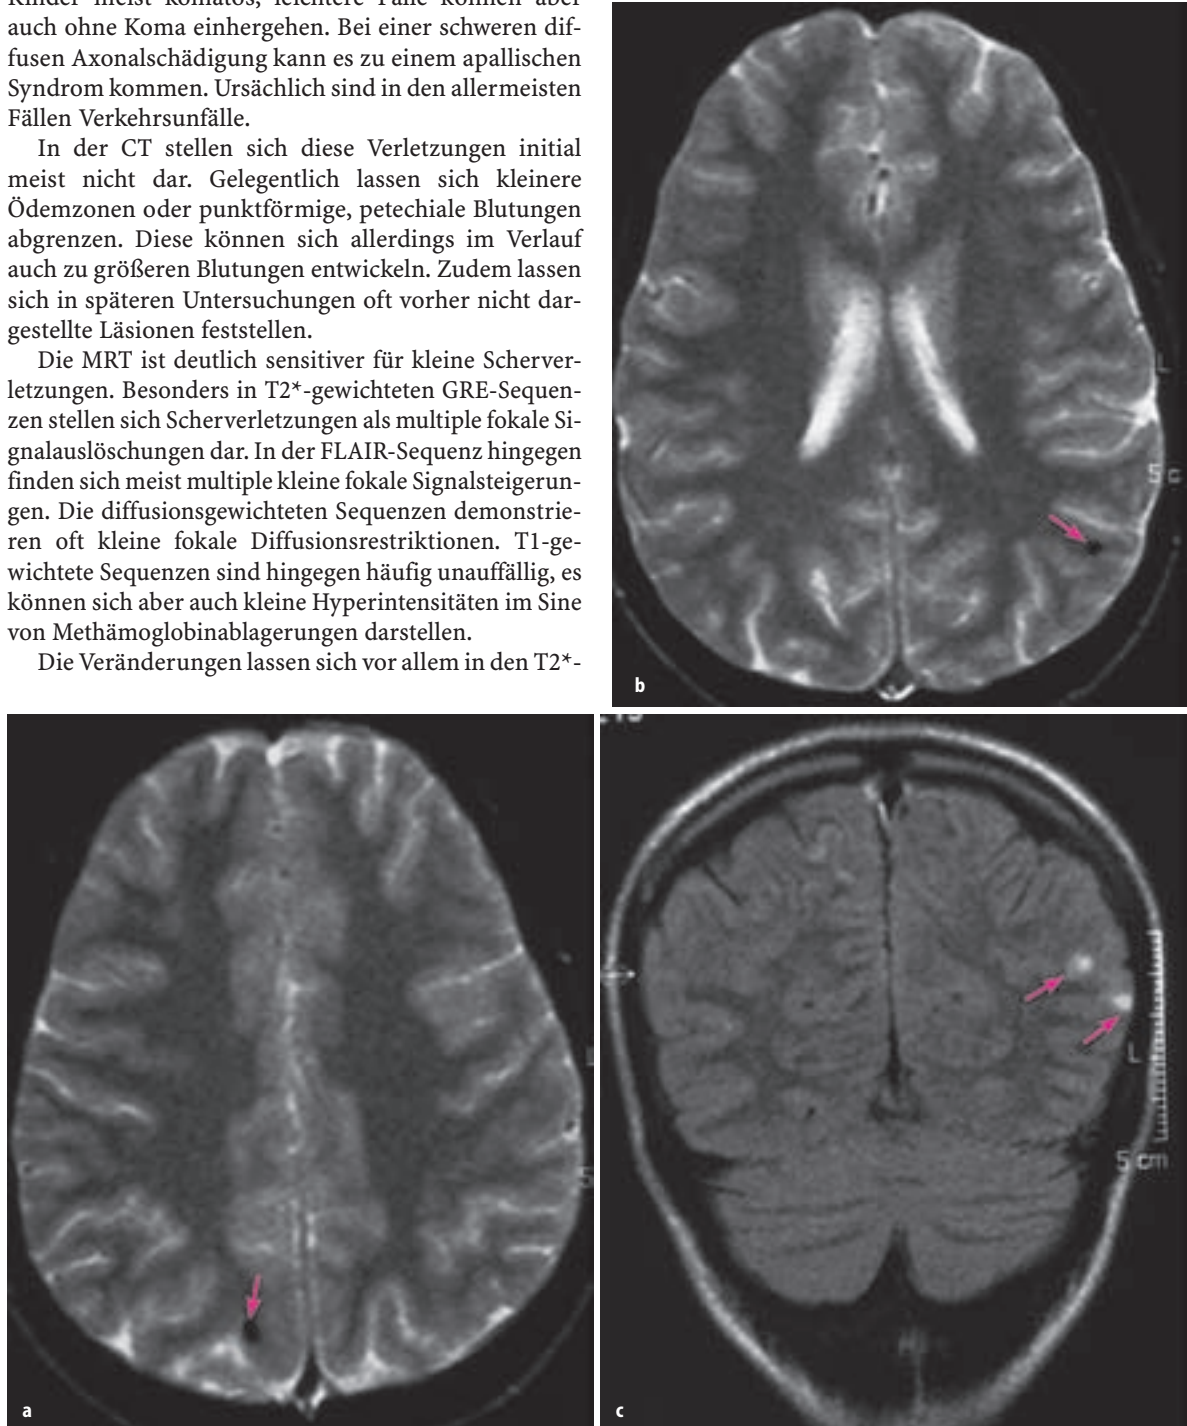 Kinder meist komatös, leichtere Fälle können aber
auch ohne Koma einhergehen. Bei einer schweren dif-
fusen Axonalschädigung kann es zu einem apallischen
Syndrom kommen. Ursächlich sind in den allermeisten
Fällen Verkehrsunfälle.
In der CT stellen sich diese Verletzungen initial
meist nicht dar. Gelegentlich lassen sich kleinere
Ödemzonen oder punktförmige, petechiale Blutungen
abgrenzen. Diese können sich allerdings im Verlauf
auch zu größeren Blutungen entwickeln. Zudem lassen
sich in späteren Untersuchungen oft vorher nicht dar-
gestellte Läsionen feststellen.
Die MRT ist deutlich sensitiver für kleine Scherver-
letzungen. Besonders in T2*-gewichteten GRE-Sequen-
zen stellen sich Scherverletzungen als multiple fokale Si-
gnalauslöschungen dar. In der FLAIR-Sequenz hingegen
finden sich meist multiple kleine fokale Signalsteigerun-
gen. Die diffusionsgewichteten Sequenzen demonstrie-
ren oft kleine fokale Diffusionsrestriktionen. T1-ge-
wichtete Sequenzen sind hingegen häufig unauffällig, es
können sich aber auch kleine Hyperintensitäten im Sine
von Methämoglobinablagerungen darstellen.
Die Veränderungen lassen sich vor allem in den T2*-
b
a
L
5 cm
c